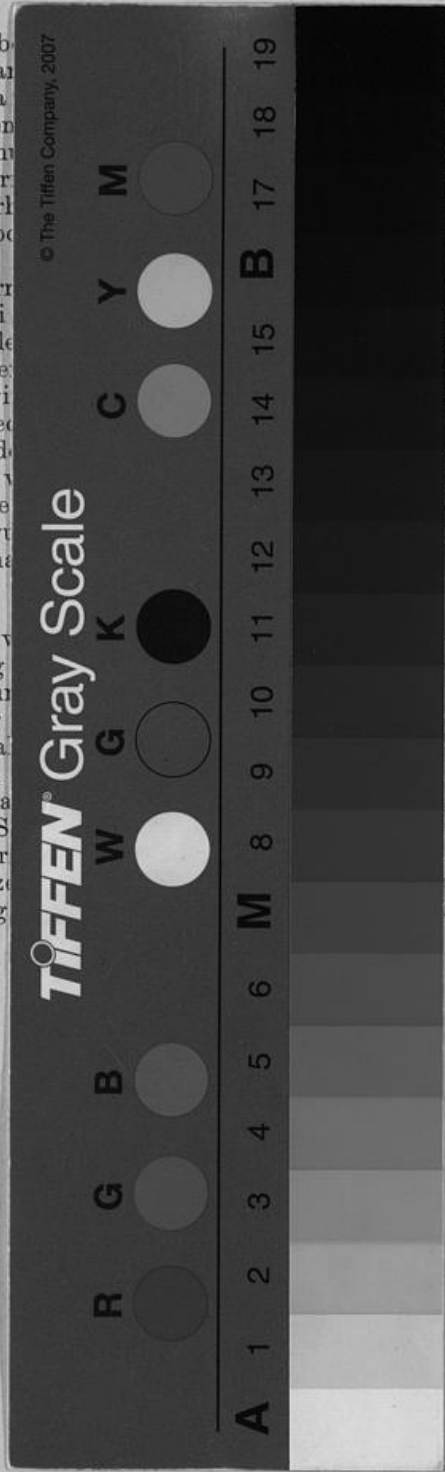 © The Tiffen Company, 2007
TIFFEN® Gray Scale
R G B W G K C Y M
A 1 2 3 4 5 6 M 8 9 10 11 12 13 14 15 B 17 18 19